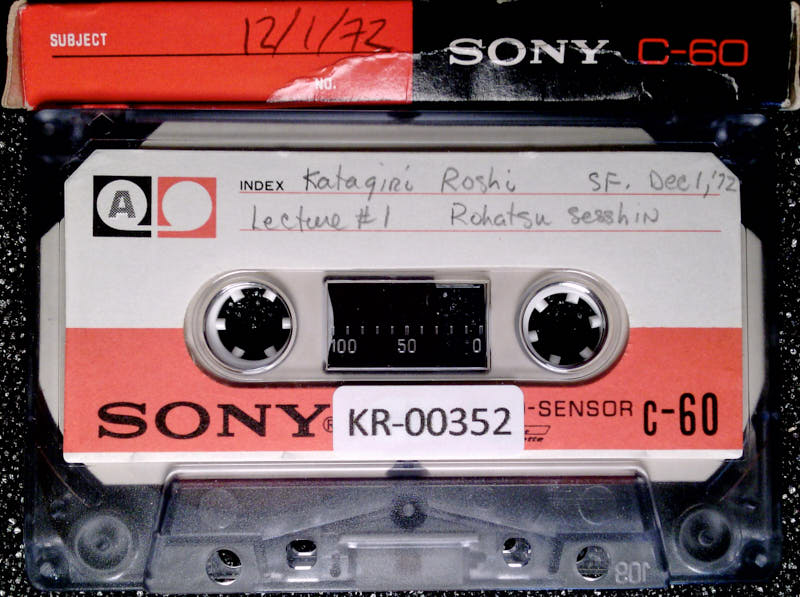 SUBJECT 12/1/72 SONY C-60
NO.
A INDEX Katagiri Roshi SF. Dec 1, '72
Lecture #1 Rohatsu Sesshin
100 50 0
SONY® KR-00352 -SENSOR C-60
108